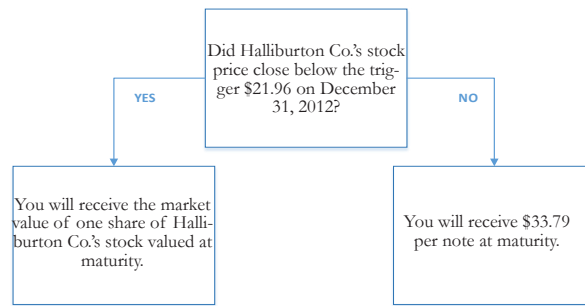 Did Halliburton Co.'s stock
price close below the trig-
ger $21.96 on December
31, 2012?
YES
NO
You will receive the market
value of one share of Halli-
burton Co.'s stock valued at
maturity.
You will receive $33.79
per note at maturity.